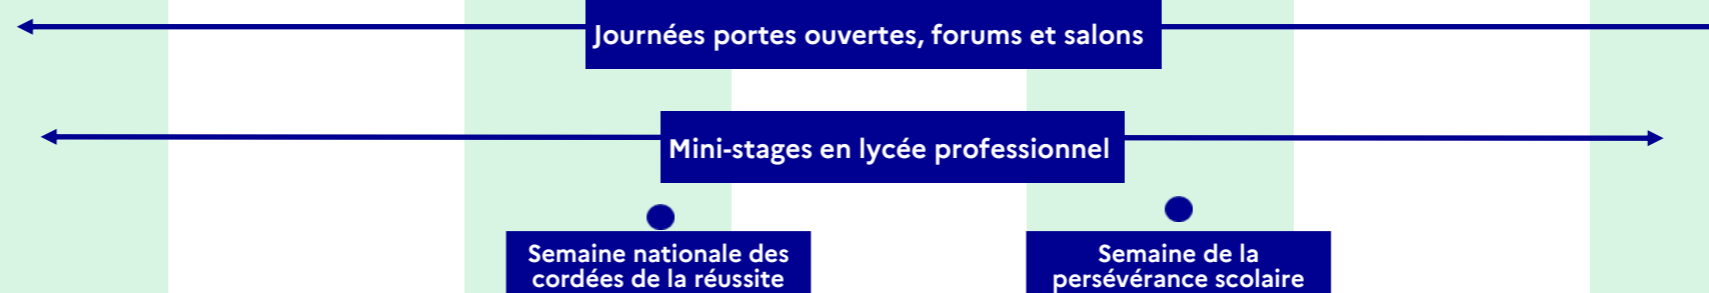 Journées portes ouvertes, forums et salons
Mini-stages en lycée professionnel
Semaine nationale des
cordées de la réussite
Semaine de la
persévérance scolaire